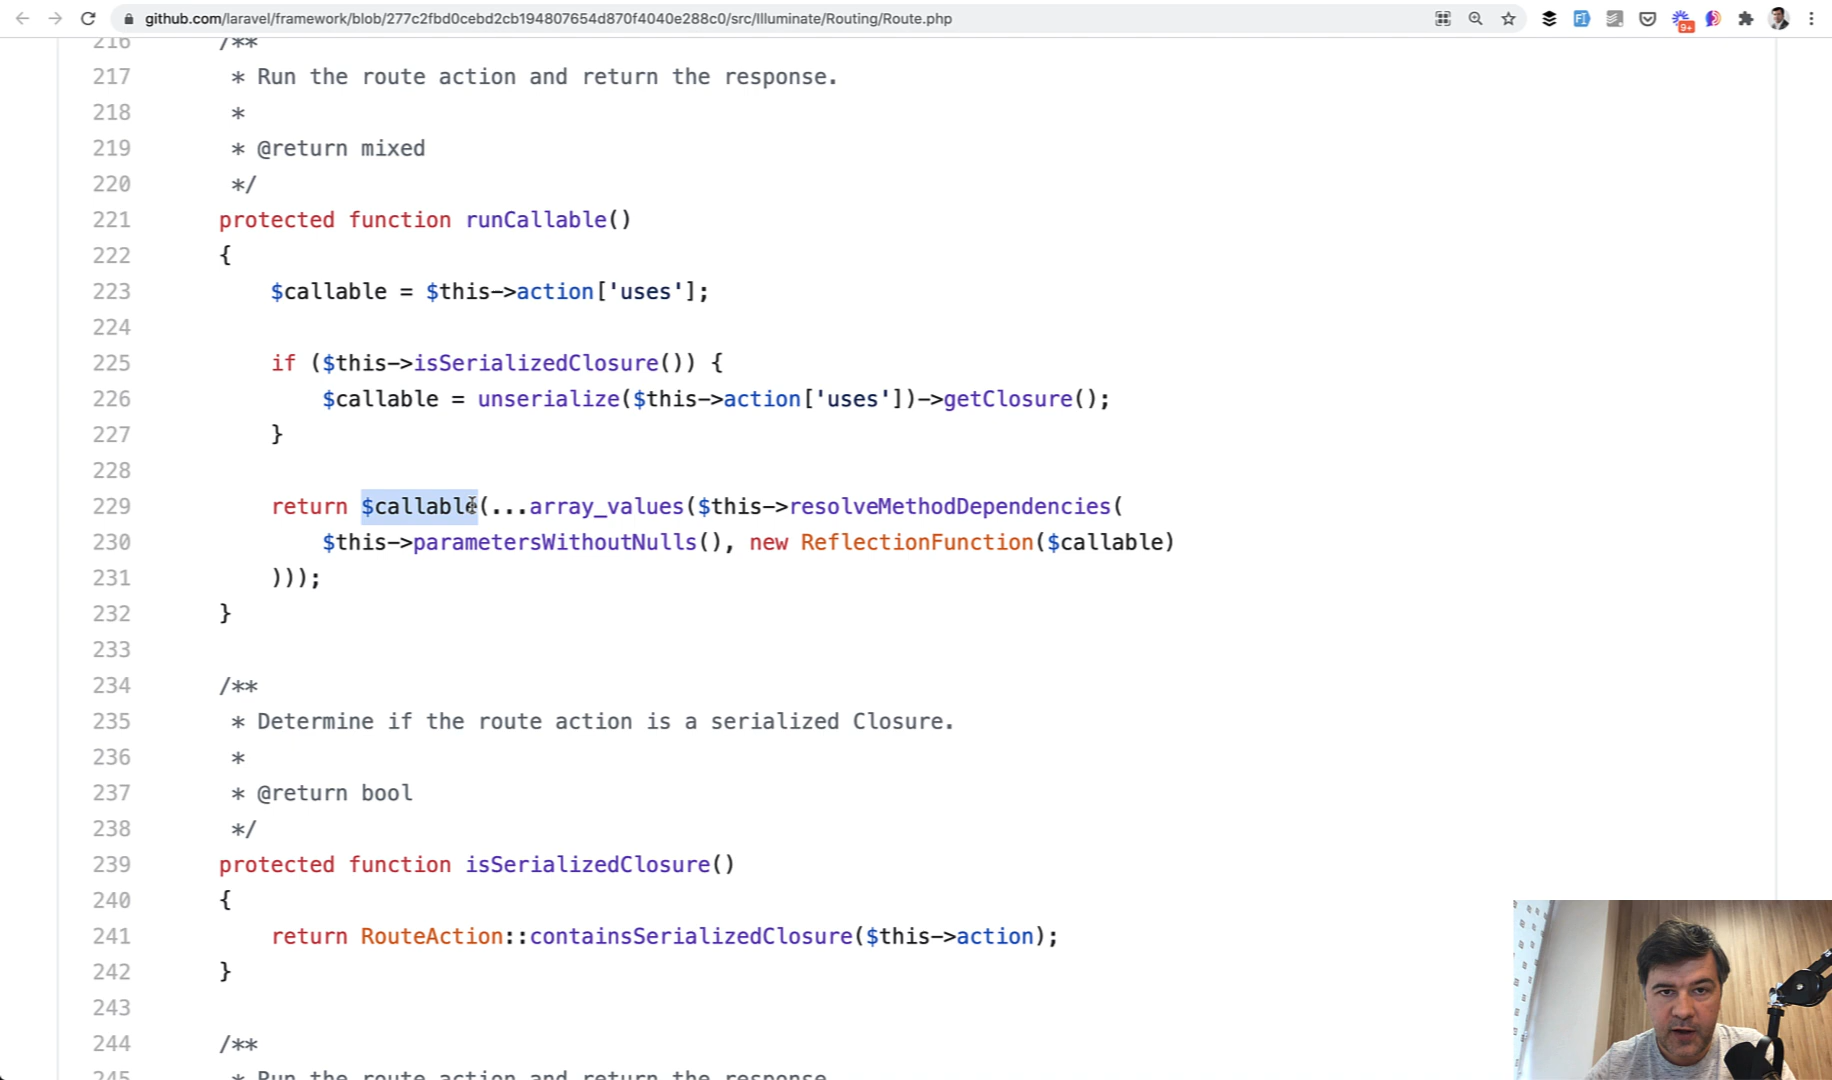 github.com/laravel/framework/blob/277c2fbd0cebd2cb194807654d870f4040e288c0/src/Illuminate/Routing/Route.php
9+
216 /**
217 * Run the route action and return the response.
218 *
219 * @return mixed
220 */
221 protected function runCallable()
222 {
223 $callable = $this->action['uses'];
224
225 if ($this->isSerializedClosure()) {
226 $callable = unserialize($this->action['uses'])->getClosure();
227 }
228
229 return $callable(...array_values($this->resolveMethodDependencies(
230 $this->parametersWithoutNulls(), new ReflectionFunction($callable)
231 )));
232 }
233
234 /**
235 * Determine if the route action is a serialized Closure.
236 *
237 * @return bool
238 */
239 protected function isSerializedClosure()
240 {
241 return RouteAction::containsSerializedClosure($this->action);
242 }
243
244 /**
245 * Run the route action and return the response.